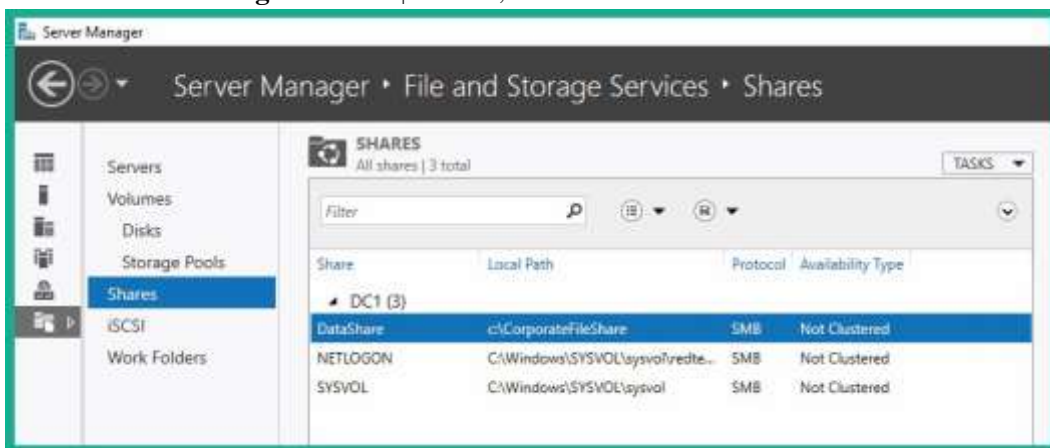 Server Manager
Server Manager ‣ File and Storage Services ‣ Shares
Servers
Volumes
Disks
Storage Pools
Shares
iSCSI
Work Folders
SHARES
All shares | 3 total
TASKS
Filter
Share Local Path Protocol Availability Type
DC1 (3)
DataShare c:\CorporateFileShare SMB Not Clustered
NETLOGON C:\Windows\SYSVOL\sysvol\redte... SMB Not Clustered
SYSVOL C:\Windows\SYSVOL\sysvol SMB Not Clustered